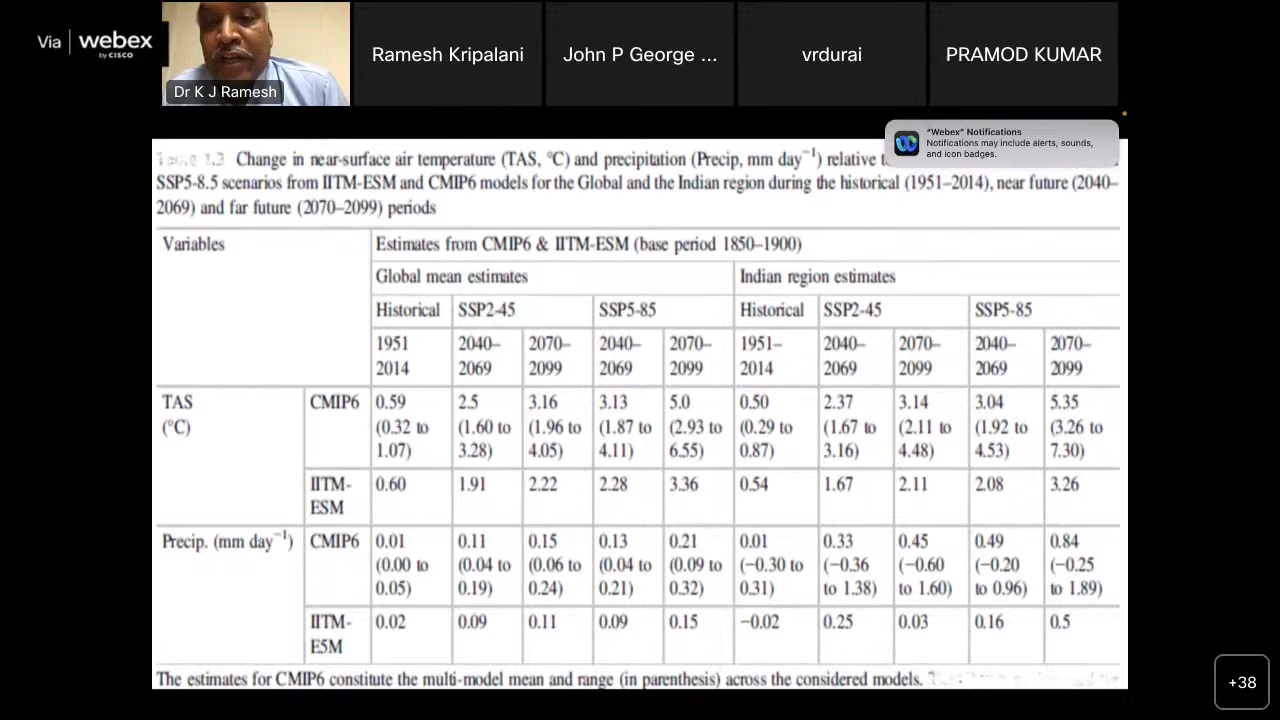 Via webex
by CISCO
Dr K J Ramesh
Ramesh Kripalani
John P George ...
vrdurai
PRAMOD KUMAR
"Webex" Notifications
Notifications may include alerts, sounds,
and icon badges.
Change in near-surface air temperature (TAS, °C) and precipitation (Precip, mm day⁻¹) relative
SSP5-8.5 scenarios from IITM-ESM and CMIP6 models for the Global and the Indian region during the historical (1951–2014), near future (2040–
2069) and far future (2070–2099) periods
Variables Estimates from CMIP6 & IITM-ESM (base period 1850–1900)
Global mean estimates Indian region estimates
Historical SSP2-45 SSP5-85 Historical SSP2-45 SSP5-85
1951 2040– 2070– 2040– 2070– 1951– 2040– 2070– 2040– 2070–
2014 2069 2099 2069 2099 2014 2069 2099 2069 2099
TAS CMIP6 0.59 2.5 3.16 3.13 5.0 0.50 2.37 3.14 3.04 5.35
(°C) (0.32 to (1.60 to (1.96 to (1.87 to (2.93 to (0.29 to (1.67 to (2.11 to (1.92 to (3.26 to
1.07) 3.28) 4.05) 4.11) 6.55) 0.87) 3.16) 4.48) 4.53) 7.30)
IITM- 0.60 1.91 2.22 2.28 3.36 0.54 1.67 2.11 2.08 3.26
ESM
Precip. (mm day⁻¹) CMIP6 0.01 0.11 0.15 0.13 0.21 0.01 0.33 0.45 0.49 0.84
(0.00 to (0.04 to (0.06 to (0.04 to (0.09 to (−0.30 to (−0.36 (−0.60 (−0.20 (−0.25
0.05) 0.19) 0.24) 0.21) 0.32) 0.31) to 1.38) to 1.60) to 0.96) to 1.89)
IITM- 0.02 0.09 0.11 0.09 0.15 −0.02 0.25 0.03 0.16 0.5
E5M
The estimates for CMIP6 constitute the multi-model mean and range (in parenthesis) across the considered models.
+38